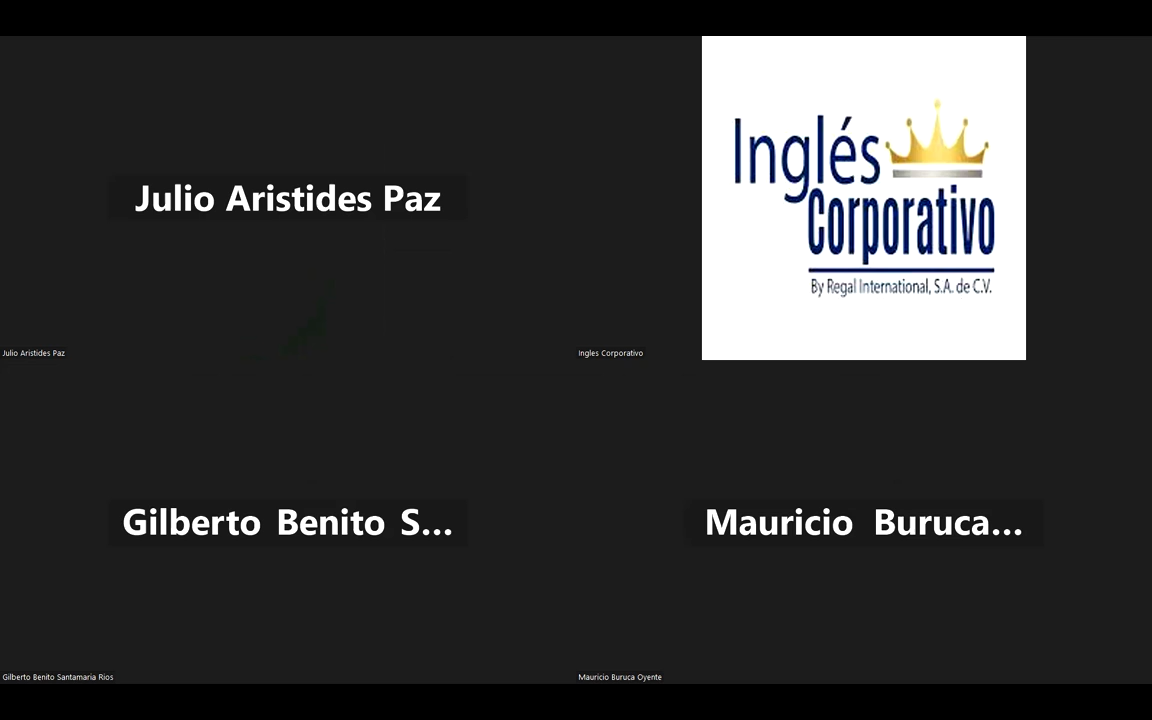 Julio Aristides Paz
Julio Aristides Paz
Inglés
Corporativo
By Regal International, S.A. de C.V.
Ingles Corporativo
Gilberto Benito S...
Gilberto Benito Santamaria Rios
Mauricio Buruca...
Mauricio Buruca Oyente